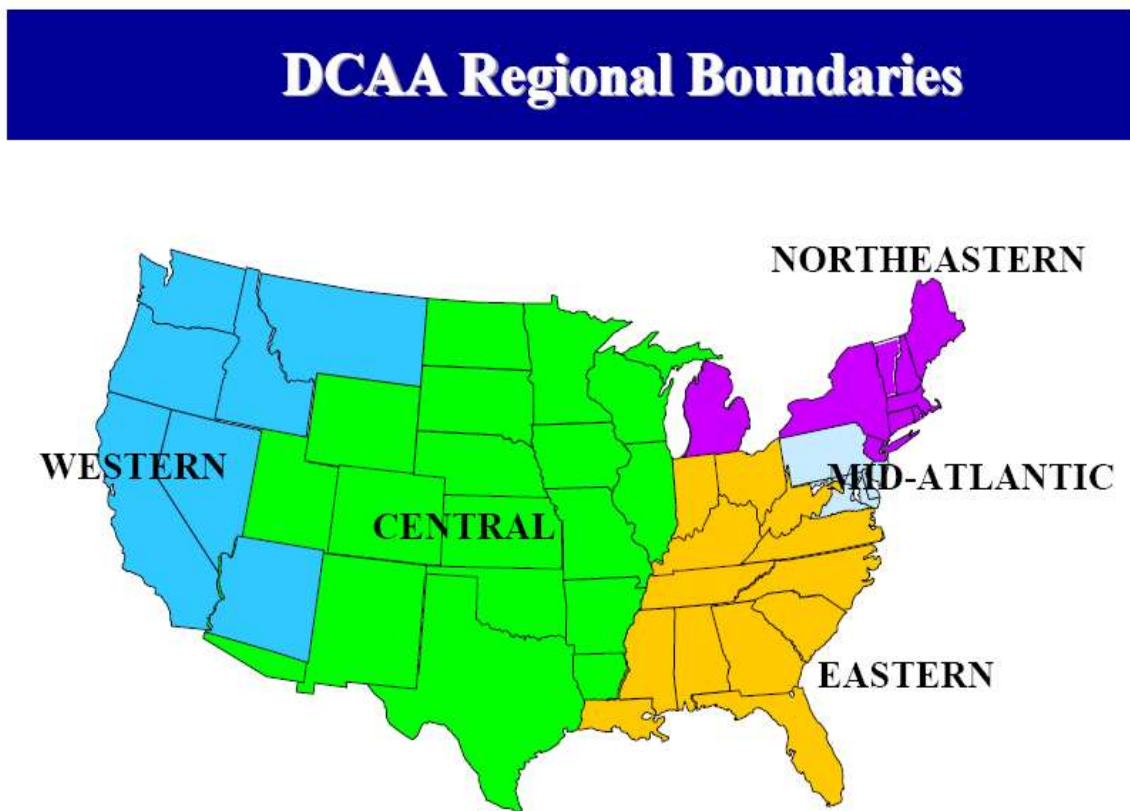 DCAA Regional Boundaries
NORTHEASTERN
WESTERN
MID-ATLANTIC
CENTRAL
EASTERN